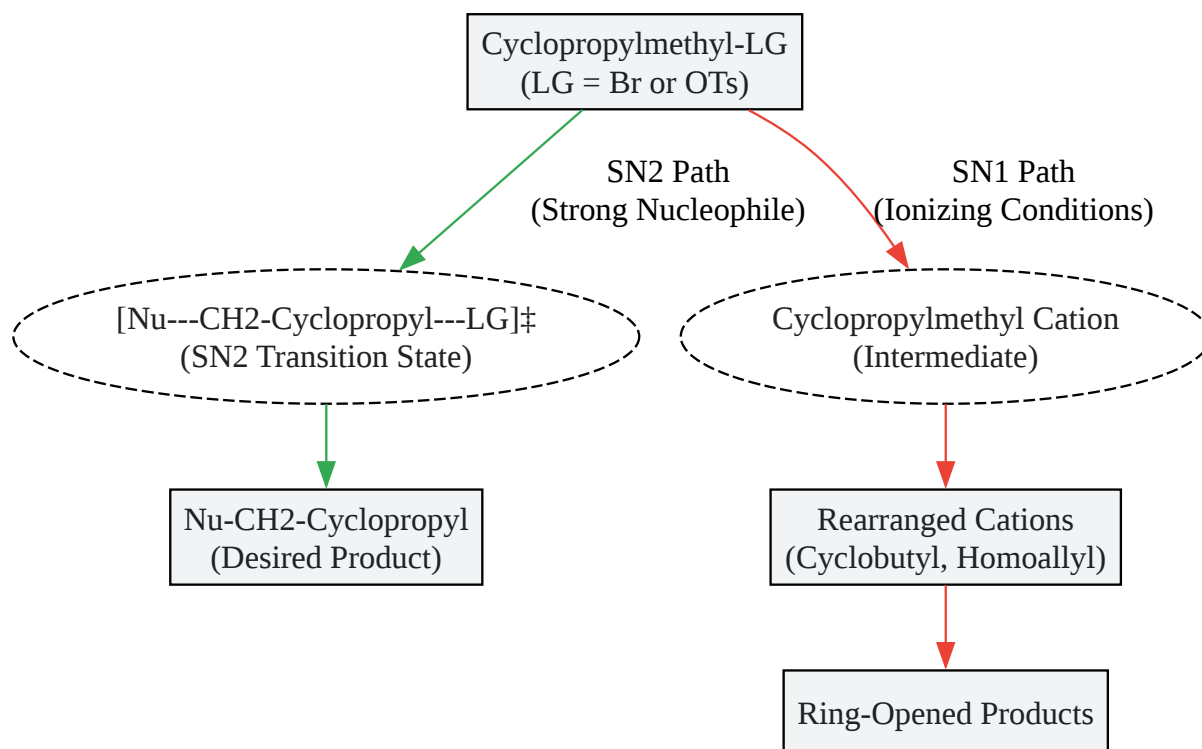 Cyclopropylmethyl-LG
(LG = Br or OTs)
SN2 Path
(Strong Nucleophile)
SN1 Path
(Ionizing Conditions)
[Nu---CH2-Cyclopropyl---LG]‡
(SN2 Transition State)
Cyclopropylmethyl Cation
(Intermediate)
Nu-CH2-Cyclopropyl
(Desired Product)
Rearranged Cations
(Cyclobutyl, Homoallyl)
Ring-Opened Products